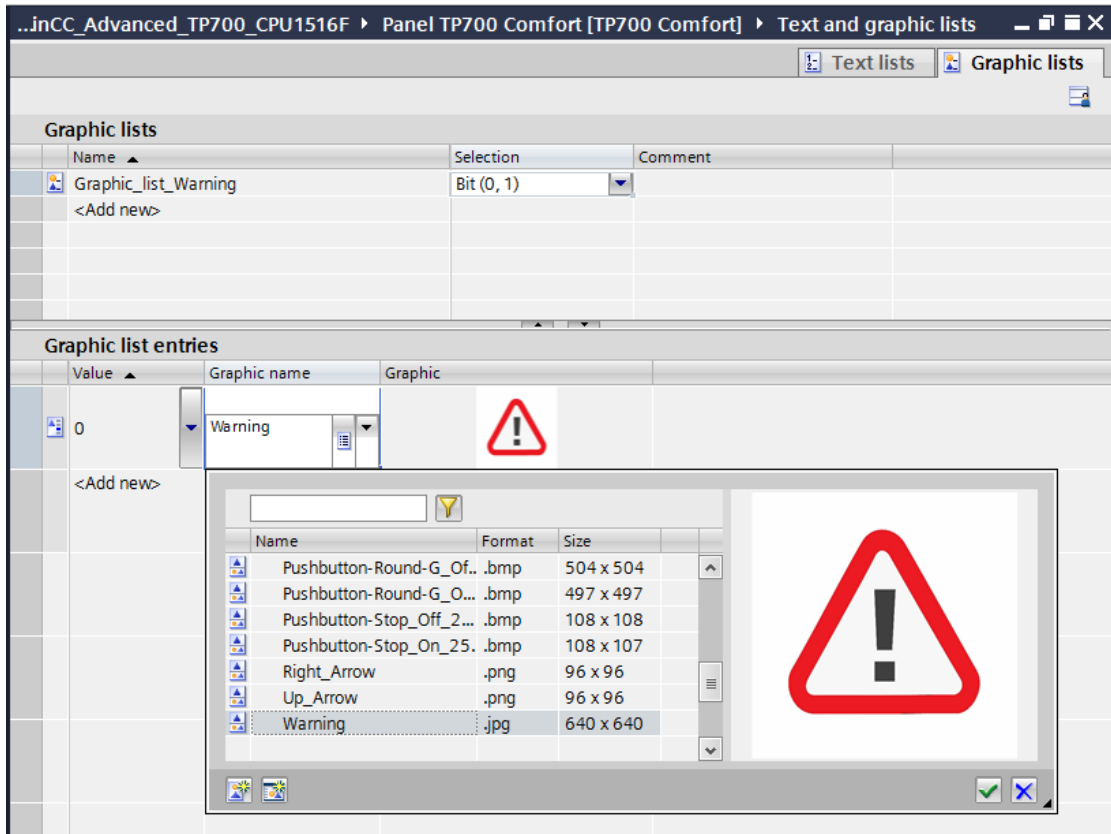 ...inCC_Advanced_TP700_CPU1516F ▸ Panel TP700 Comfort [TP700 Comfort] ▸ Text and graphic lists
Text lists Graphic lists
Graphic lists
Name Selection Comment
Graphic_list_Warning Bit (0, 1)
<Add new>
Graphic list entries
Value Graphic name Graphic
0 Warning
<Add new>
Name Format Size
Pushbutton-Round-G_Of... .bmp 504 x 504
Pushbutton-Round-G_O... .bmp 497 x 497
Pushbutton-Stop_Off_2... .bmp 108 x 108
Pushbutton-Stop_On_25. .bmp 108 x 107
Right_Arrow .png 96 x 96
Up_Arrow .png 96 x 96
Warning .jpg 640 x 640